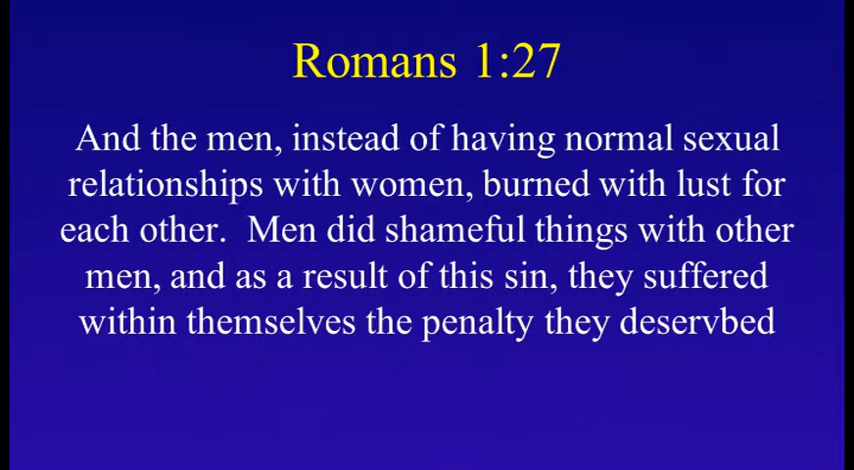 Romans 1:27
And the men, instead of having normal sexual
relationships with women, burned with lust for
each other.  Men did shameful things with other
men, and as a result of this sin, they suffered
within themselves the penalty they deservbed